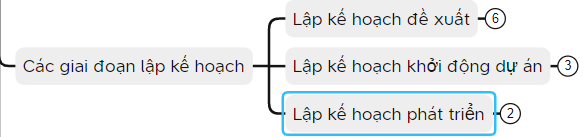 Lập kế hoạch đề xuất 6
Các giai đoạn lập kế hoạch
Lập kế hoạch khởi động dự án 3
Lập kế hoạch phát triển 2